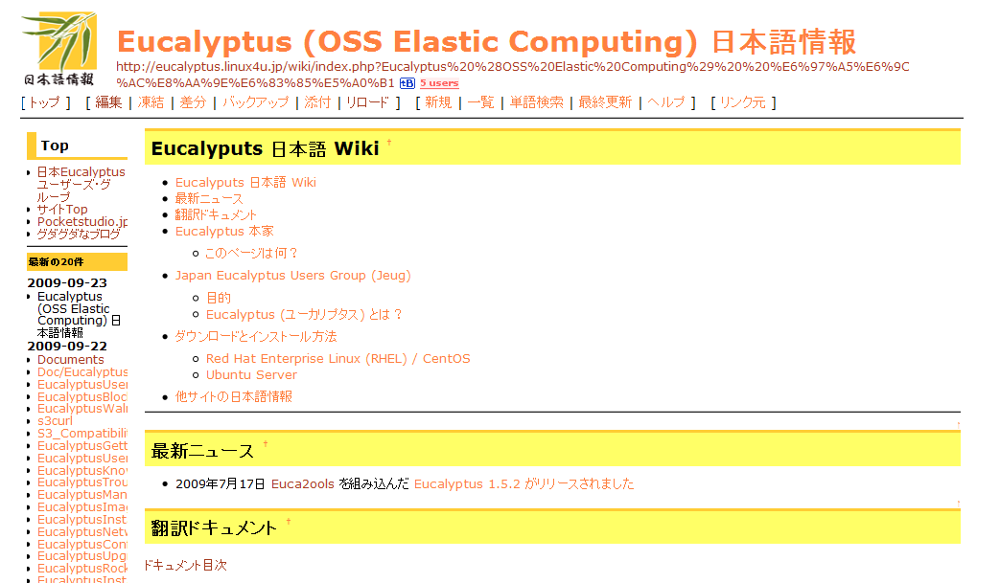 日本語情報
Eucalyptus (OSS Elastic Computing) 日本語情報
http://eucalyptus.linux4u.jp/wiki/index.php?Eucalyptus%20%28OSS%20Elastic%20Computing%29%20%20%E6%97%A5%E6%9C
%AC%E8%AA%9E%E6%83%85%E5%A0%B1 tB 5 users
[ トップ ] [ 編集 | 凍結 | 差分 | バックアップ | 添付 | リロード ] [ 新規 | 一覧 | 単語検索 | 最終更新 | ヘルプ ] [ リンク元 ]
Top
日本Eucalyptus
ユーザーズ・グ
ループ
サイトTop
Pocketstudio.jp
グダグダなブログ
最新の20件
2009-09-23
Eucalyptus
(OSS Elastic
Computing) 日
本語情報
2009-09-22
Documents
Doc/Eucalyptus
EucalyptusUser
EucalyptusBloc
EucalyptusWalr
s3curl
S3_Compatibili
EucalyptusGett
EucalyptusUser
EucalyptusKnov
EucalyptusTrou
EucalyptusMan
EucalyptusImag
EucalyptusInst
EucalyptusNetw
EucalyptusConf
EucalyptusUpg
EucalyptusRock
EucalyptusInst
Eucalyputs 日本語 Wiki †
Eucalyputs 日本語 Wiki
最新ニュース
翻訳ドキュメント
Eucalyptus 本家
このページは何？
Japan Eucalyptus Users Group (Jeug)
目的
Eucalyptus (ユーカリプタス) とは？
ダウンロードとインストール方法
Red Hat Enterprise Linux (RHEL) / CentOS
Ubuntu Server
他サイトの日本語情報
↑
最新ニュース †
2009年7月17日 Euca2ools を組み込んだ Eucalyptus 1.5.2 がリリースされました
↑
翻訳ドキュメント †
ドキュメント目次